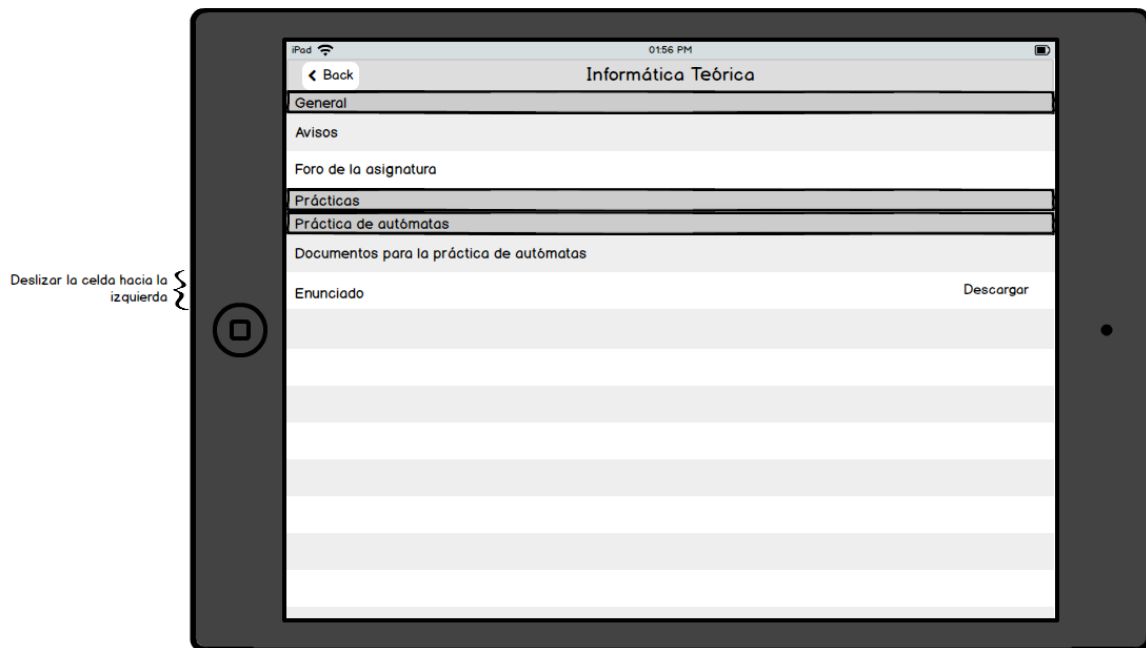 iPad
01:56 PM
Back
Informática Teórica
General
Avisos
Foro de la asignatura
Prácticas
Práctica de autómatas
Documentos para la práctica de autómatas
Deslizar la celda hacia la
izquierda
Enunciado
Descargar